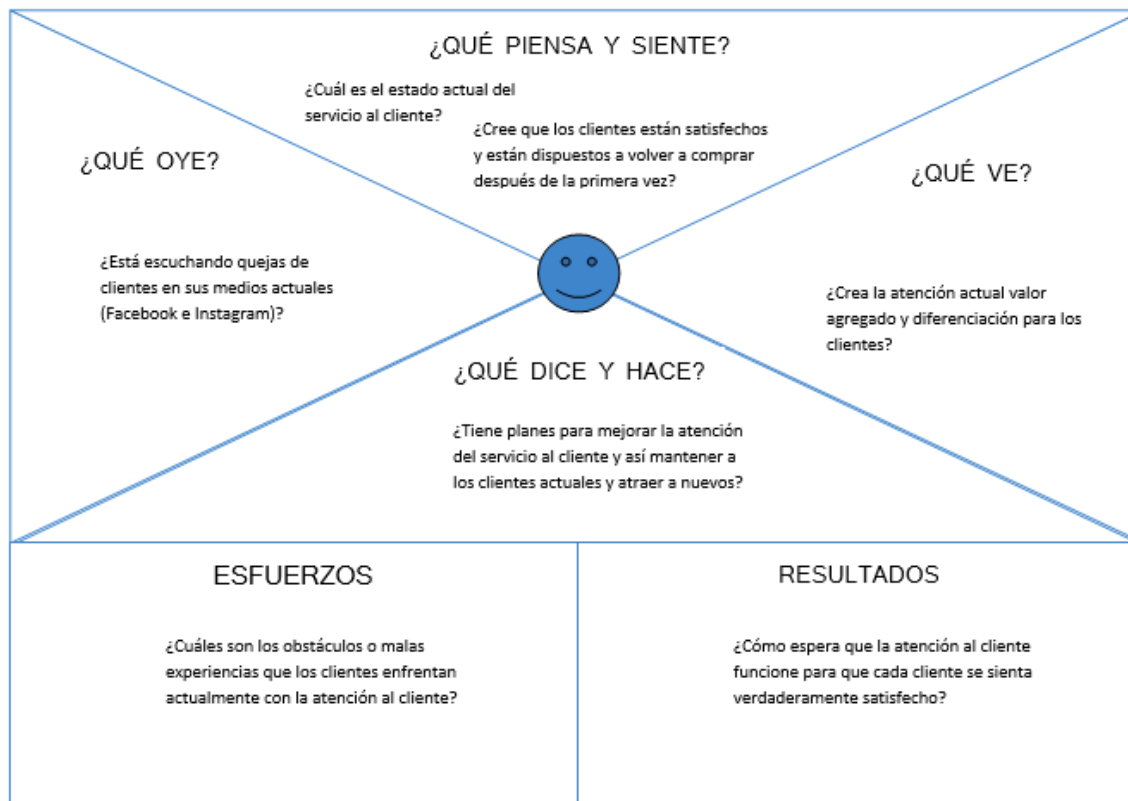 ¿QUÉ PIENSA Y SIENTE?
¿Cuál es el estado actual del
servicio al cliente?
¿Cree que los clientes están satisfechos
y están dispuestos a volver a comprar
después de la primera vez?
¿QUÉ OYE?
¿Está escuchando quejas de
clientes en sus medios actuales
(Facebook e Instagram)?
¿QUÉ VE?
¿Crea la atención actual valor
agregado y diferenciación para los
clientes?
¿QUÉ DICE Y HACE?
¿Tiene planes para mejorar la atención
del servicio al cliente y así mantener a
los clientes actuales y atraer a nuevos?
ESFUERZOS
¿Cuáles son los obstáculos o malas
experiencias que los clientes enfrentan
actualmente con la atención al cliente?
RESULTADOS
¿Cómo espera que la atención al cliente
funcione para que cada cliente se sienta
verdaderamente satisfecho?